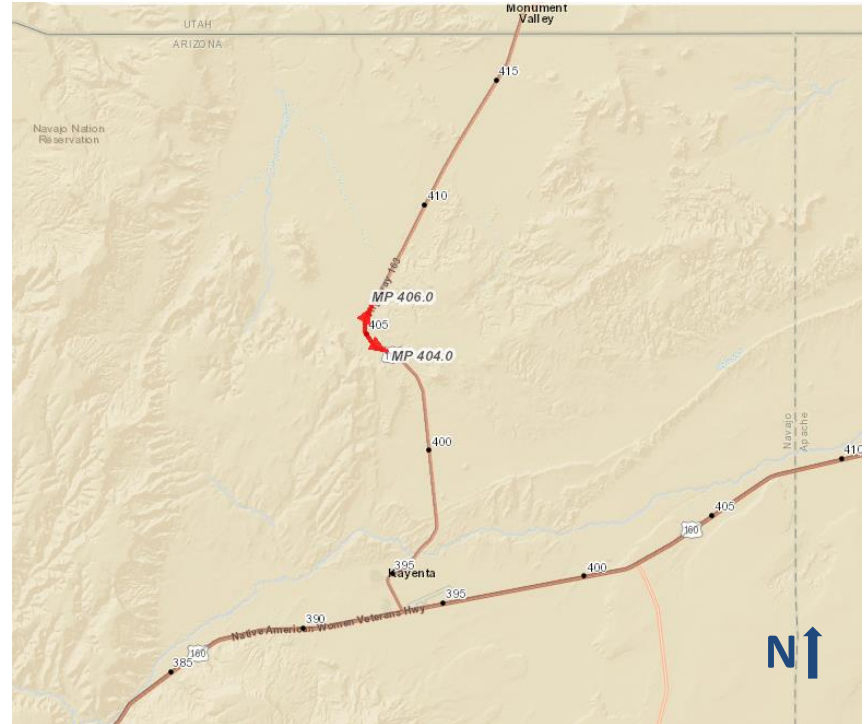 Monument
Valley
UTAH
ARIZONA
415
Navajo Nation
Reservation
410
163
MP 406.0
405
MP 404.0
400
Navajo
Apache
410
405
160
395
Kayenta
400
395
390
Native American Women Veterans Hwy
160
385
N